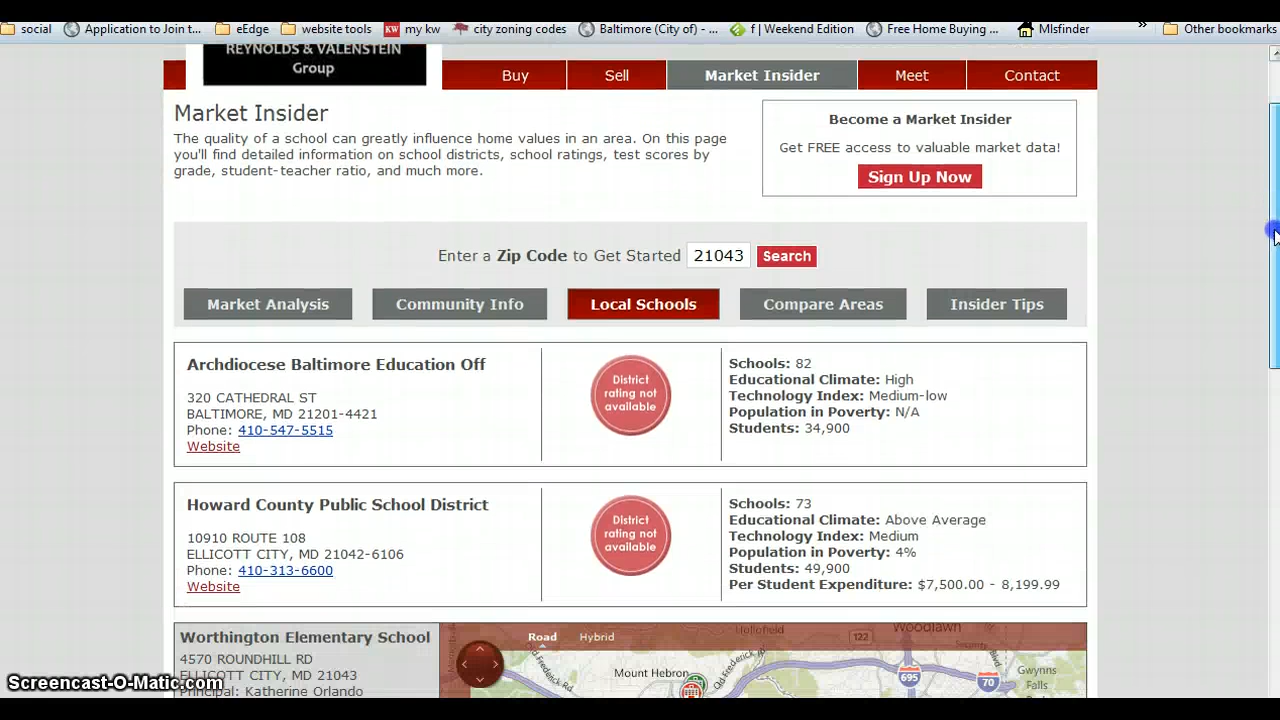 social
Application to Join t...
eEdge
website tools
KW my kw
city zoning codes
Baltimore (City of) - ...
f | Weekend Edition
Free Home Buying ...
Mlsfinder
»
Other bookmarks
REYNOLDS & VALENSTEIN
Group
Buy
Sell
Market Insider
Meet
Contact
Market Insider
The quality of a school can greatly influence home values in an area. On this page
you'll find detailed information on school districts, school ratings, test scores by
grade, student-teacher ratio, and much more.
Become a Market Insider
Get FREE access to valuable market data!
Sign Up Now
Enter a Zip Code to Get Started 21043 Search
Market Analysis
Community Info
Local Schools
Compare Areas
Insider Tips
Archdiocese Baltimore Education Off
320 CATHEDRAL ST
BALTIMORE, MD 21201-4421
Phone: 410-547-5515
Website
District
rating not
available
Schools: 82
Educational Climate: High
Technology Index: Medium-low
Population in Poverty: N/A
Students: 34,900
Howard County Public School District
10910 ROUTE 108
ELLICOTT CITY, MD 21042-6106
Phone: 410-313-6600
Website
District
rating not
available
Schools: 73
Educational Climate: Above Average
Technology Index: Medium
Population in Poverty: 4%
Students: 49,900
Per Student Expenditure: $7,500.00 - 8,199.99
Worthington Elementary School
4570 ROUNDHILL RD
ELLICOTT CITY, MD 21043
Principal: Katherine Orlando
Road
Hybrid
Hollofield
122
Woodlawn
Mount Hebron
Old Frederick Rd
Old Frederick Rd
695
70
Gwynns
Falls
Screencast-O-Matic.com